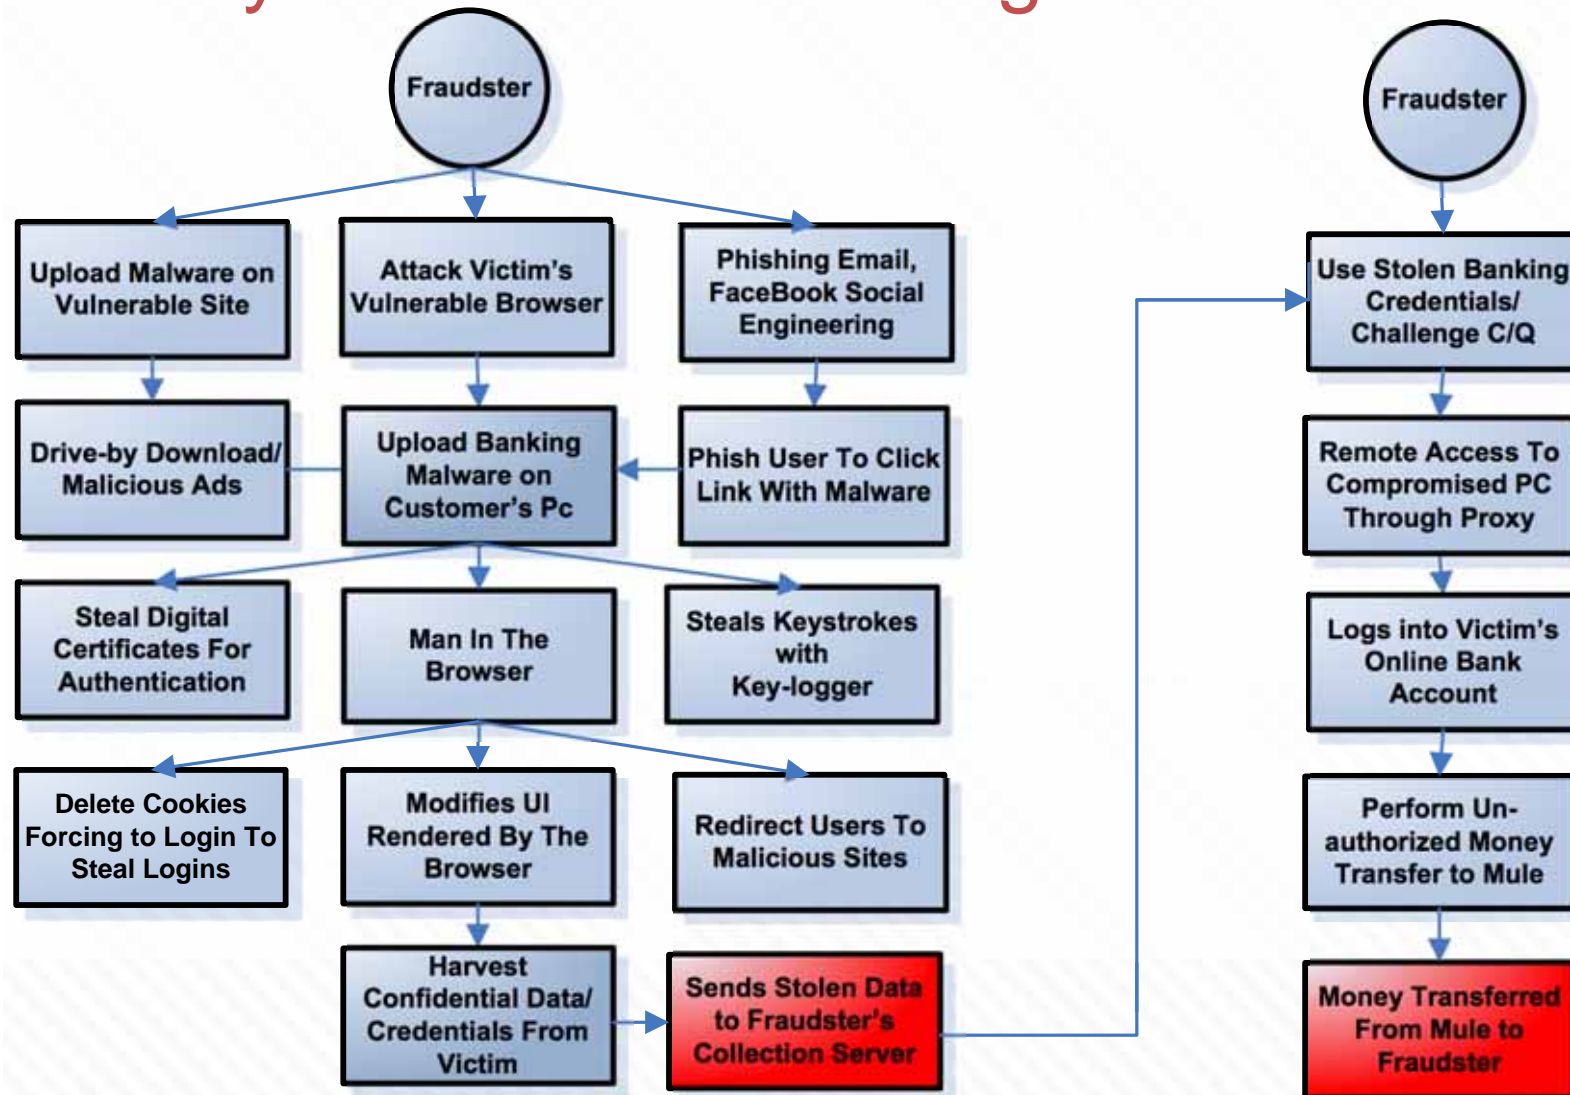 Fraudster
Upload Malware on
Vulnerable Site
Attack Victim's
Vulnerable Browser
Phishing Email,
FaceBook Social
Engineering
Drive-by Download/
Malicious Ads
Upload Banking
Malware on
Customer's Pc
Phish User To Click
Link With Malware
Steal Digital
Certificates For
Authentication
Man In The
Browser
Steals Keystrokes
with
Key-logger
Delete Cookies
Forcing to Login To
Steal Logins
Modifies UI
Rendered By The
Browser
Redirect Users To
Malicious Sites
Harvest
Confidential Data/
Credentials From
Victim
Sends Stolen Data
to Fraudster's
Collection Server
Fraudster
Use Stolen Banking
Credentials/
Challenge C/Q
Remote Access To
Compromised PC
Through Proxy
Logs into Victim's
Online Bank
Account
Perform Un-
authorized Money
Transfer to Mule
Money Transferred
From Mule to
Fraudster